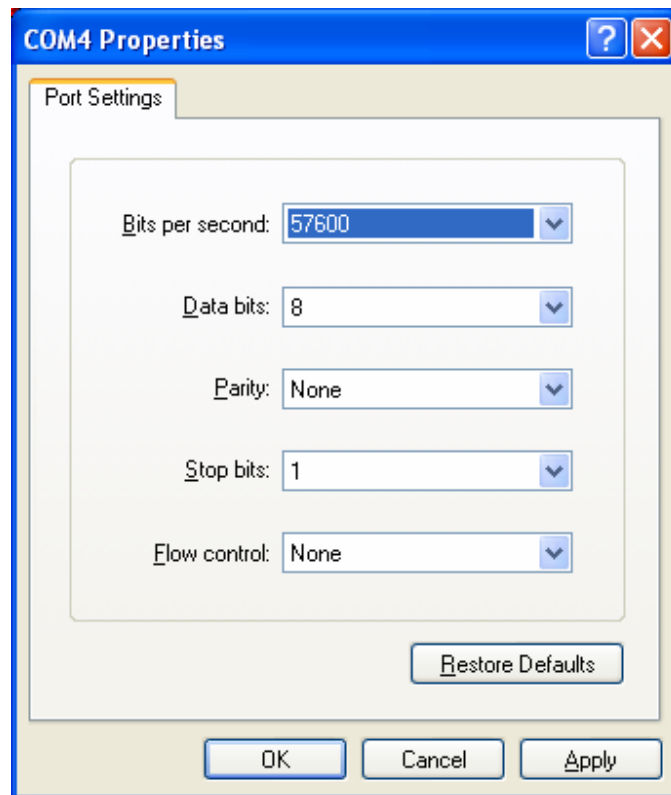 COM4 Properties
Port Settings
Bits per second: 57600
Data bits: 8
Parity: None
Stop bits: 1
Flow control: None
Restore Defaults
OK Cancel Apply